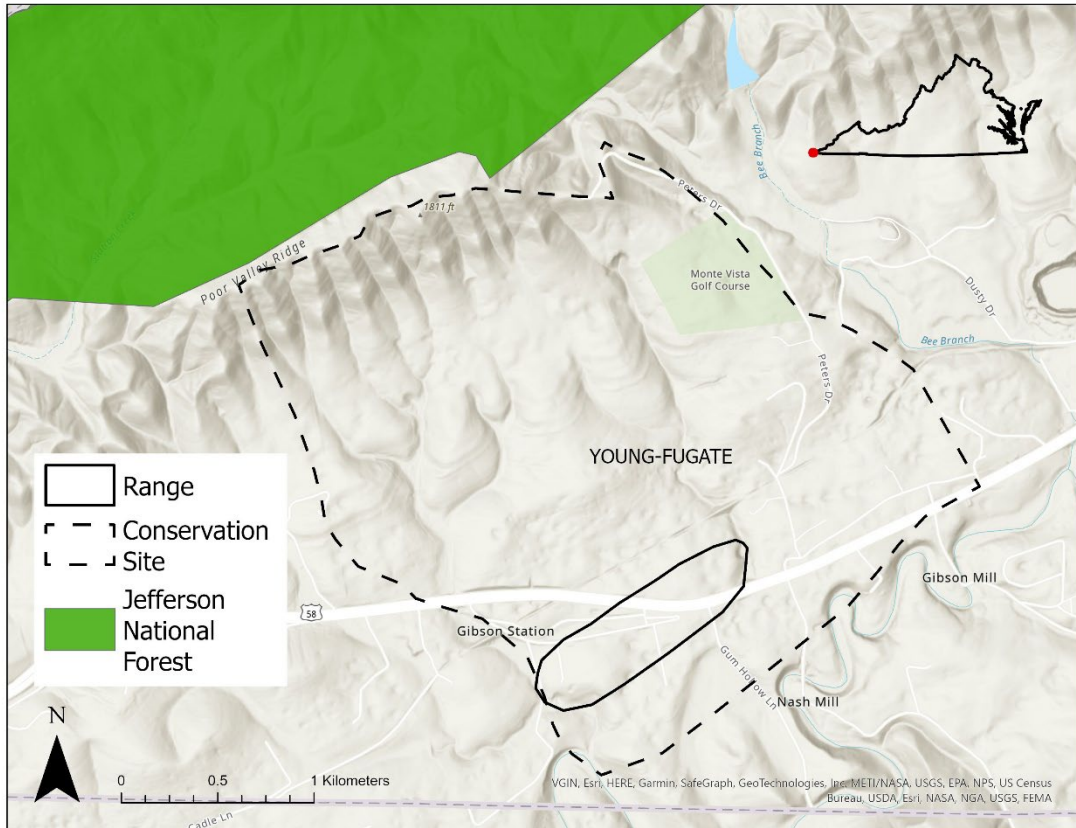 Bee Branch
Peters Dr
1811 ft
Poor Valley Ridge
Monte Vista
Golf Course
Dusty Dr
Bee Branch
Peters Dr
YOUNG-FUGATE
Range
Conservation
Site
Jefferson
National
Forest
58
Gibson Station
Gibson Mill
Gum Hollow Ln
Nash Mill
N
0 0.5 1 Kilometers
VGIN, Esri, HERE, Garmin, SafeGraph, GeoTechnologies, Inc, METI/NASA, USGS, EPA, NPS, US Census
Bureau, USDA, Esri, NASA, NGA, USGS, FEMA
Cadle Ln